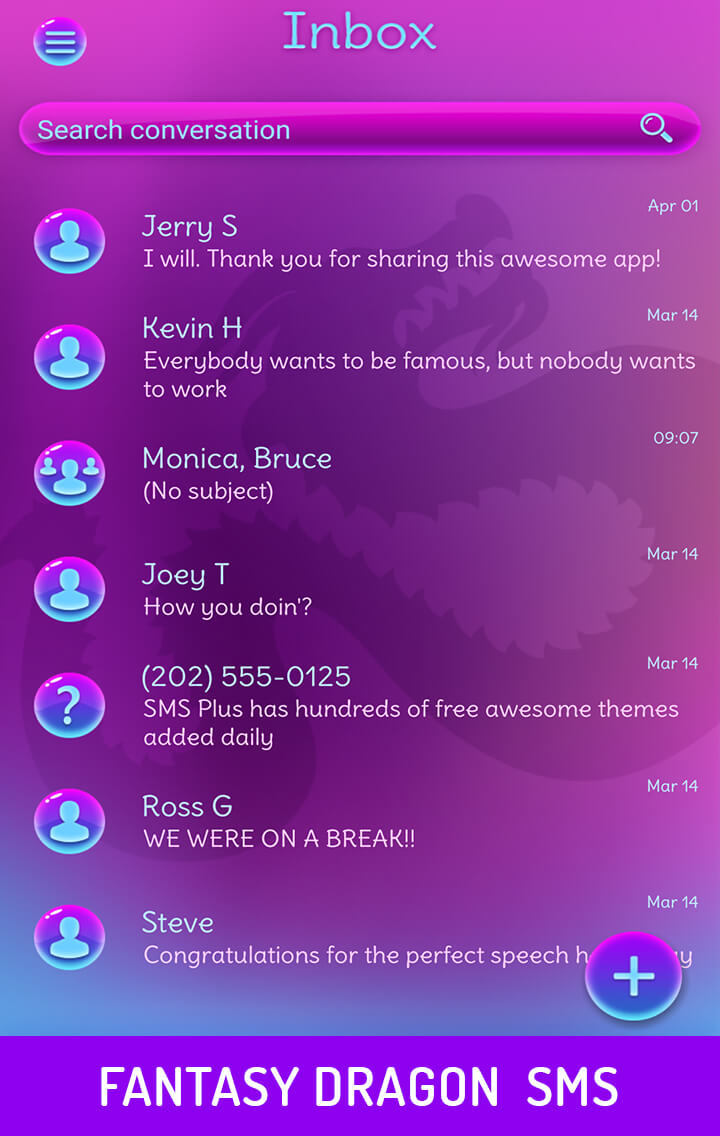 Inbox
Search conversation
Apr 01
Jerry S
I will. Thank you for sharing this awesome app!
Mar 14
Kevin H
Everybody wants to be famous, but nobody wants
to work
09:07
Monica, Bruce
(No subject)
Mar 14
Joey T
How you doin'?
Mar 14
(202) 555-0125
SMS Plus has hundreds of free awesome themes
added daily
Mar 14
Ross G
WE WERE ON A BREAK!!
Mar 14
Steve
Congratulations for the perfect speech
FANTASY DRAGON SMS